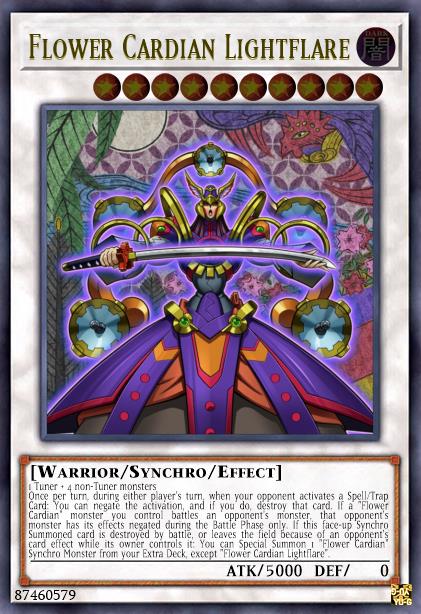 FLOWER CARDIAN LIGHTFLARE
DARK
闇
[WARRIOR/SYNCHRO/EFFECT]
1 Tuner + 4 non-Tuner monsters
Once per turn, during either player's turn, when your opponent activates a Spell/Trap
Card: You can negate the activation, and if you do, destroy that card. If a "Flower
Cardian" monster you control battles an opponent's monster, that opponent's
monster has its effects negated during the Battle Phase only. If this face-up Synchro
Summoned card is destroyed by battle, or leaves the field because of an opponent's
card effect while its owner controls it: You can Special Summon 1 "Flower Cardian"
Synchro Monster from your Extra Deck, except "Flower Cardian Lightflare".
ATK/5000 DEF/ 0
87460579